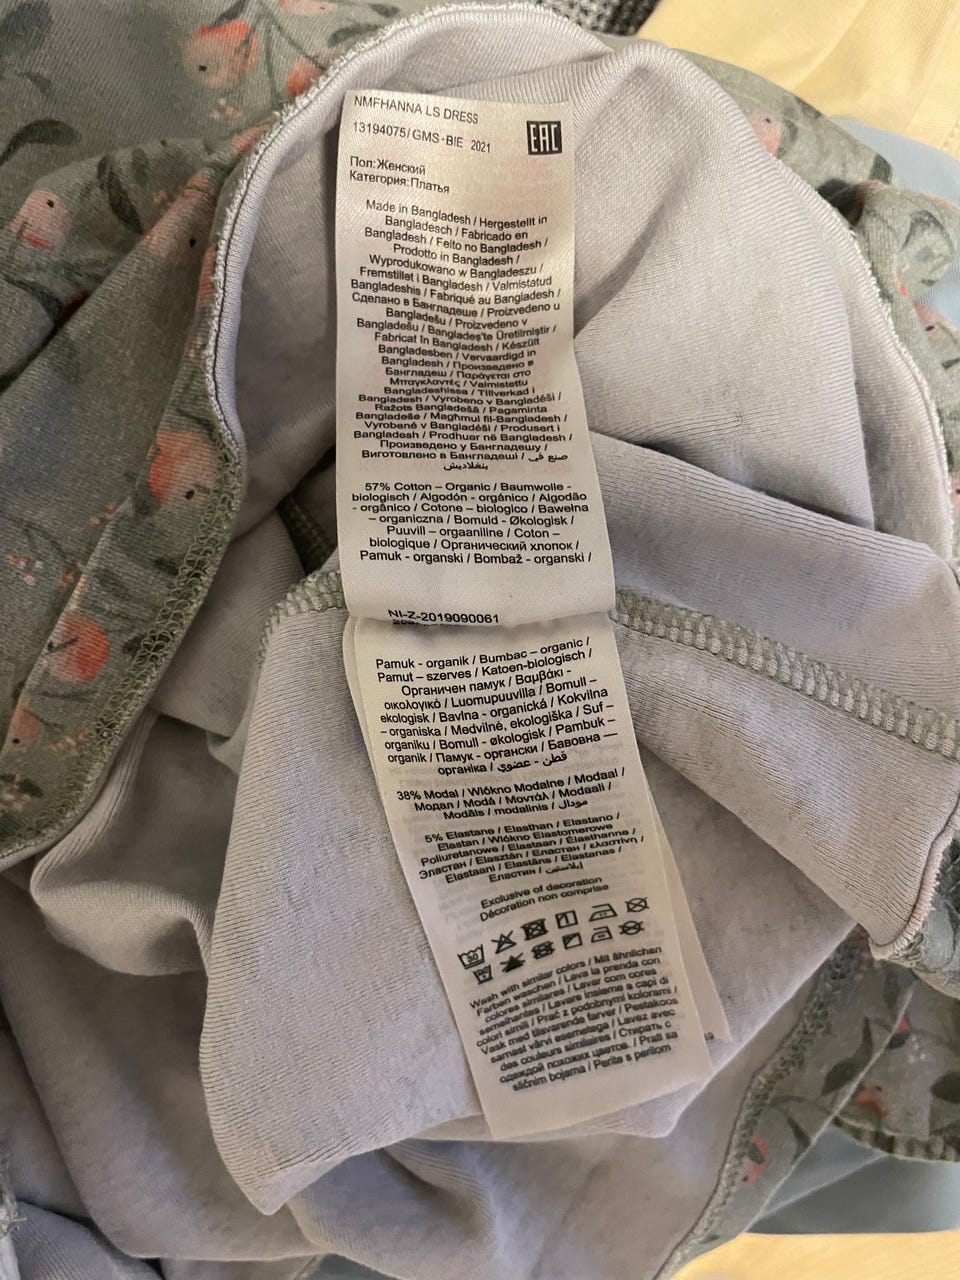 NMFHANNA LS DRESS
13194075/GMS-BIE 2021
EAC
Пол:Женский
Категория:Платья
Made in Bangladesh / Hergestellt in
Bangladesch / Fabricado en
Bangladesh / Feito no Bangladesh /
Prodotto in Bangladesh /
Wyprodukowano w Bangladeszu /
Fremstillet i Bangladesh / Valmistatud
Bangladeshis / Fabriqué au Bangladesh /
Сделано в Бангладеше / Proizvedeno u
Bangladešu / Proizvedeno v
Bangladešu / Bangladeş'te Üretilmiştir /
Fabricat în Bangladesh / Készült
Bangladesben / Vervaardigd in
Bangladesh / Произведено в
Бангладеш / Παράγεται στο
Μπαγκλαντές / Valmistettu
Bangladeshissa / Tillverkad i
Bangladesh / Vyrobeno v Bangladéši /
Ražots Bangladešā / Pagaminta
Bangladeše / Magħmul fil-Bangladesh /
Vyrobené v Bangladéši / Produsert i
Bangladesh / Prodhuar në Bangladesh /
Произведено у Бангладешу /
Виготовлено в Бангладеші / صنع في
بنغلاديش
57% Cotton – Organic / Baumwolle -
biologisch / Algodón - orgánico / Algodão
- orgânico / Cotone – biologico / Bawełna
– organiczna / Bomuld - Økologisk /
Puuvill – orgaaniline / Coton –
biologique / Органический хлопок /
Pamuk - organski / Bombaž - organski /
NI-Z-2019090061
Pamuk - organik / Bumbac – organic /
Pamut – szerves / Katoen-biologisch /
Органичен памук / Βαμβάκι -
οικολογικό / Luomupuuvilla / Bomull –
ekologisk / Bavlna - organická / Kokvilna
– organiska / Medvilnė, ekologiška / Suf –
organiku / Bomull - økologisk / Pambuk –
organik / Памук - органски / Бавовна —
органіка / قطن - عضوي
38% Modal / Włókno Modalne / Modaal /
Модал / Modă / Μοντάλ / Modaali /
Modāls / modalinis / مودال
5% Elastane / Elasthan / Elastano /
Elastan / Włókno Elastomerowe
Poliuretanowe / Elastaan / Élasthanne /
Эластан / Elasztán / Еластан / ελαστίνη /
Elastaani / Elastāns / Elastanas /
Еластин / إيلاستين
Exclusive of decoration
Décoration non comprise
30
Wash with similar colors / Mit ähnlichen
Farben waschen / Lava la prenda con
colores similares / Lavar com cores
semelhantes / Lavare insieme a capi di
colori simili / Prać z podobnymi kolorami /
Vask med tilsvarende farver / Pestakoos
samast värvi esemetega / Lavez avec
des couleurs similaires / Стирать с
одеждой похожих цветов. / Prati sa
sličnim bojama / Perite s perilom